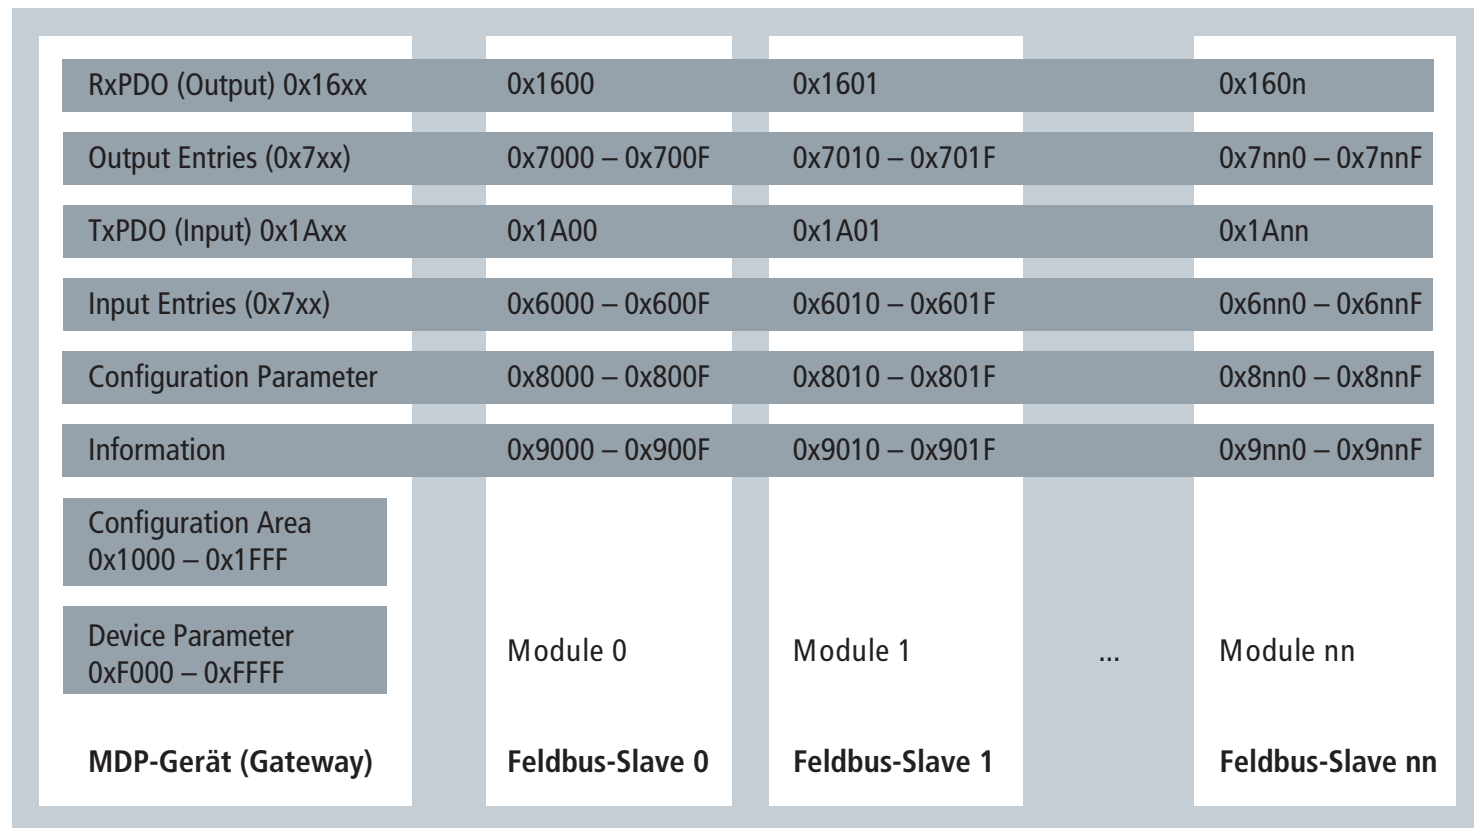 RxPDO (Output) 0x16xx 0x1600 0x1601 0x160n
Output Entries (0x7xx) 0x7000 – 0x700F 0x7010 – 0x701F 0x7nn0 – 0x7nnF
TxPDO (Input) 0x1Axx 0x1A00 0x1A01 0x1Ann
Input Entries (0x7xx) 0x6000 – 0x600F 0x6010 – 0x601F 0x6nn0 – 0x6nnF
Configuration Parameter 0x8000 – 0x800F 0x8010 – 0x801F 0x8nn0 – 0x8nnF
Information 0x9000 – 0x900F 0x9010 – 0x901F 0x9nn0 – 0x9nnF
Configuration Area
0x1000 – 0x1FFF
Device Parameter
0xF000 – 0xFFFF
Module 0 Module 1 ... Module nn
MDP-Gerät (Gateway) Feldbus-Slave 0 Feldbus-Slave 1 Feldbus-Slave nn